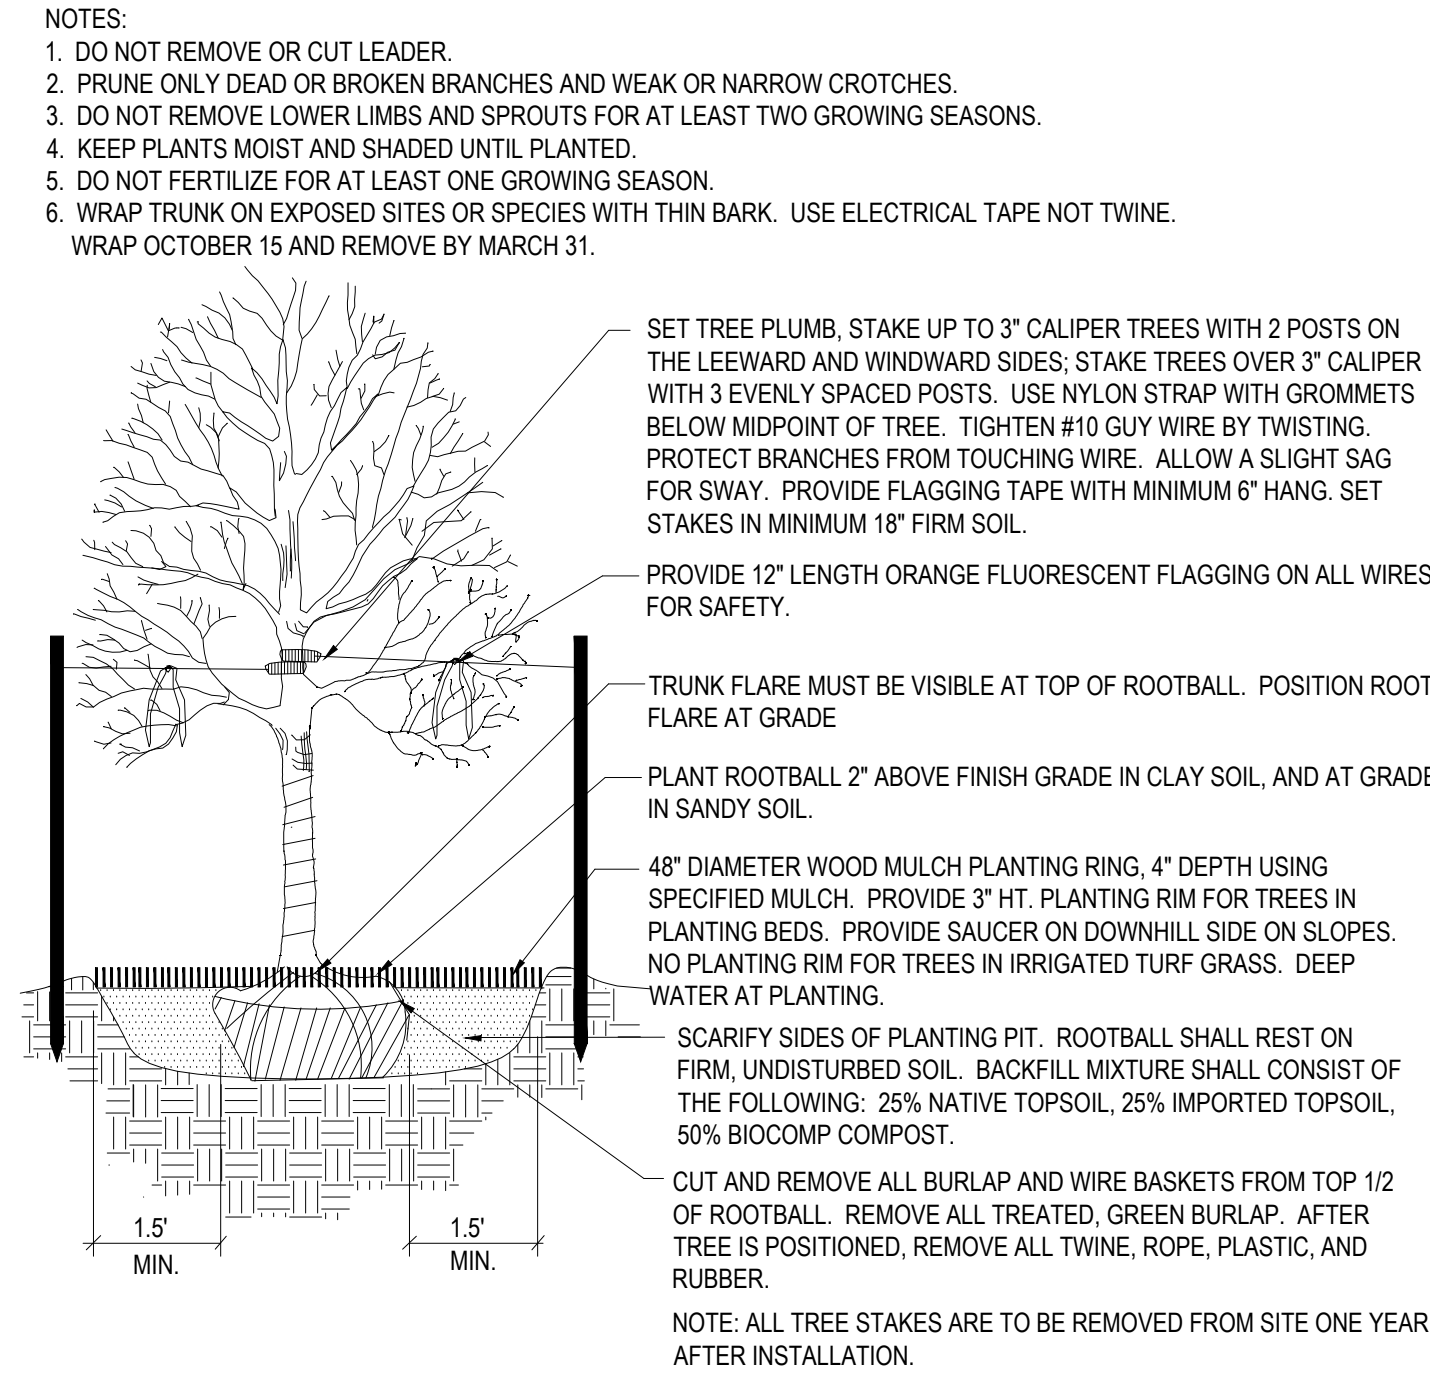 NOTES:
1. DO NOT REMOVE OR CUT LEADER.
2. PRUNE ONLY DEAD OR BROKEN BRANCHES AND WEAK OR NARROW CROTCHES.
3. DO NOT REMOVE LOWER LIMBS AND SPROUTS FOR AT LEAST TWO GROWING SEASONS.
4. KEEP PLANTS MOIST AND SHADED UNTIL PLANTED.
5. DO NOT FERTILIZE FOR AT LEAST ONE GROWING SEASON.
6. WRAP TRUNK ON EXPOSED SITES OR SPECIES WITH THIN BARK. USE ELECTRICAL TAPE NOT TWINE.
WRAP OCTOBER 15 AND REMOVE BY MARCH 31.
SET TREE PLUMB, STAKE UP TO 3" CALIPER TREES WITH 2 POSTS ON
THE LEEWARD AND WINDWARD SIDES; STAKE TREES OVER 3" CALIPER
WITH 3 EVENLY SPACED POSTS. USE NYLON STRAP WITH GROMMETS
BELOW MIDPOINT OF TREE. TIGHTEN #10 GUY WIRE BY TWISTING.
PROTECT BRANCHES FROM TOUCHING WIRE. ALLOW A SLIGHT SAG
FOR SWAY. PROVIDE FLAGGING TAPE WITH MINIMUM 6" HANG. SET
STAKES IN MINIMUM 18" FIRM SOIL.
PROVIDE 12" LENGTH ORANGE FLUORESCENT FLAGGING ON ALL WIRES
FOR SAFETY.
TRUNK FLARE MUST BE VISIBLE AT TOP OF ROOTBALL. POSITION ROOT
FLARE AT GRADE
PLANT ROOTBALL 2" ABOVE FINISH GRADE IN CLAY SOIL, AND AT GRADE
IN SANDY SOIL.
48" DIAMETER WOOD MULCH PLANTING RING, 4" DEPTH USING
SPECIFIED MULCH. PROVIDE 3" HT. PLANTING RIM FOR TREES IN
PLANTING BEDS. PROVIDE SAUCER ON DOWNHILL SIDE ON SLOPES.
NO PLANTING RIM FOR TREES IN IRRIGATED TURF GRASS. DEEP
WATER AT PLANTING.
SCARIFY SIDES OF PLANTING PIT. ROOTBALL SHALL REST ON
FIRM, UNDISTURBED SOIL. BACKFILL MIXTURE SHALL CONSIST OF
THE FOLLOWING: 25% NATIVE TOPSOIL, 25% IMPORTED TOPSOIL,
50% BIOCOMP COMPOST.
CUT AND REMOVE ALL BURLAP AND WIRE BASKETS FROM TOP 1/2
OF ROOTBALL. REMOVE ALL TREATED, GREEN BURLAP. AFTER
TREE IS POSITIONED, REMOVE ALL TWINE, ROPE, PLASTIC, AND
RUBBER.
1.5'
MIN.
1.5'
MIN.
NOTE: ALL TREE STAKES ARE TO BE REMOVED FROM SITE ONE YEAR
AFTER INSTALLATION.